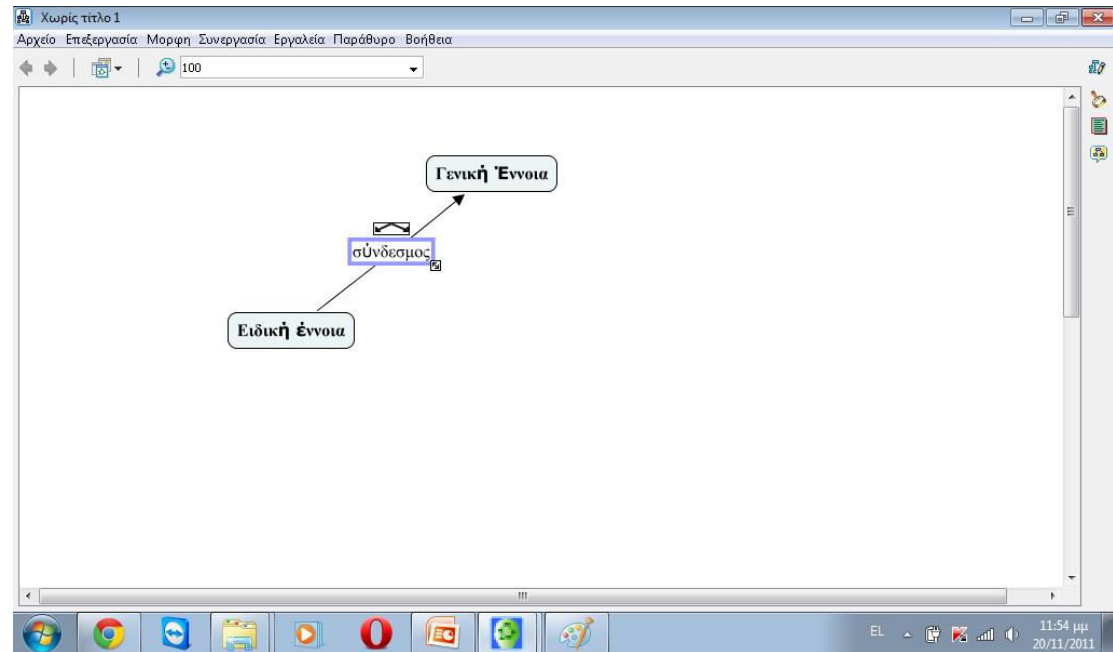 Χωρίς τίτλο 1
Αρχείο Επεξεργασία Μορφη Συνεργασία Εργαλεία Παράθυρο Βοήθεια
100
Γενική Έννοια
σύνδεσμος
Ειδική έννοια
EL
11:54 μμ
20/11/2011